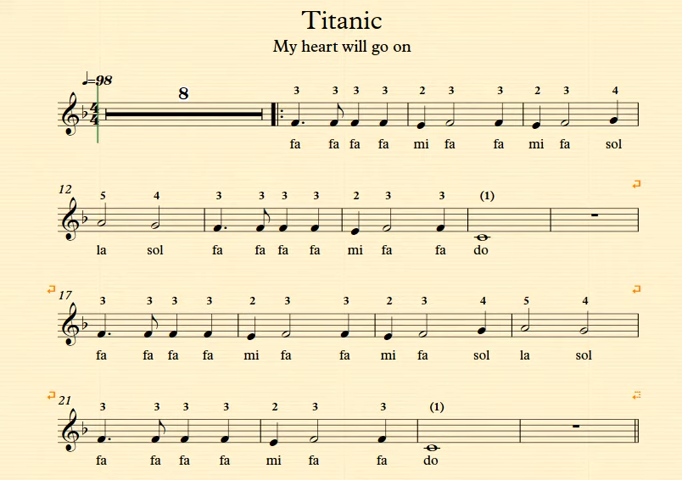 Titanic
My heart will go on
♩=98
8 3 3 3 3 2 3 3 2 3 4
4
4
fa fa fa fa mi fa fa mi fa sol
12 5 4 3 3 3 3 2 3 3 (1)
la sol fa fa fa fa mi fa fa do
17 3 3 3 3 2 3 3 2 3 4 5 4
fa fa fa fa mi fa fa mi fa sol la sol
21 3 3 3 3 2 3 3 (1)
fa fa fa fa mi fa fa do